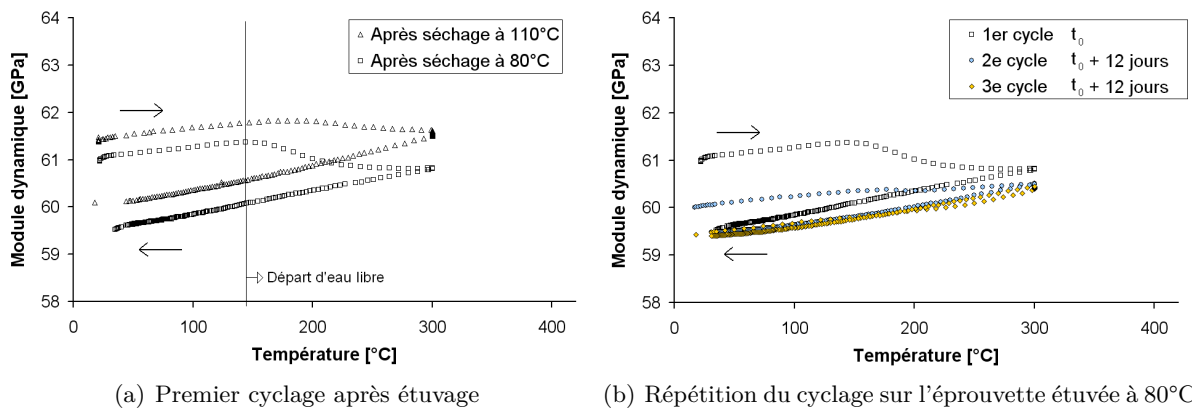 64
63
62
61
60
59
58
0
100
200
300
400
Module dynamique [GPa]
Température [°C]
Après séchage à 110°C
Après séchage à 80°C
Départ d'eau libre
(a) Premier cyclage après étuvage
64
63
62
61
60
59
58
0
100
200
300
400
Module dynamique [GPa]
Température [°C]
1er cycle t0
2e cycle t0 + 12 jours
3e cycle t0 + 12 jours
(b) Répétition du cyclage sur l'éprouvette étuvée à 80°C